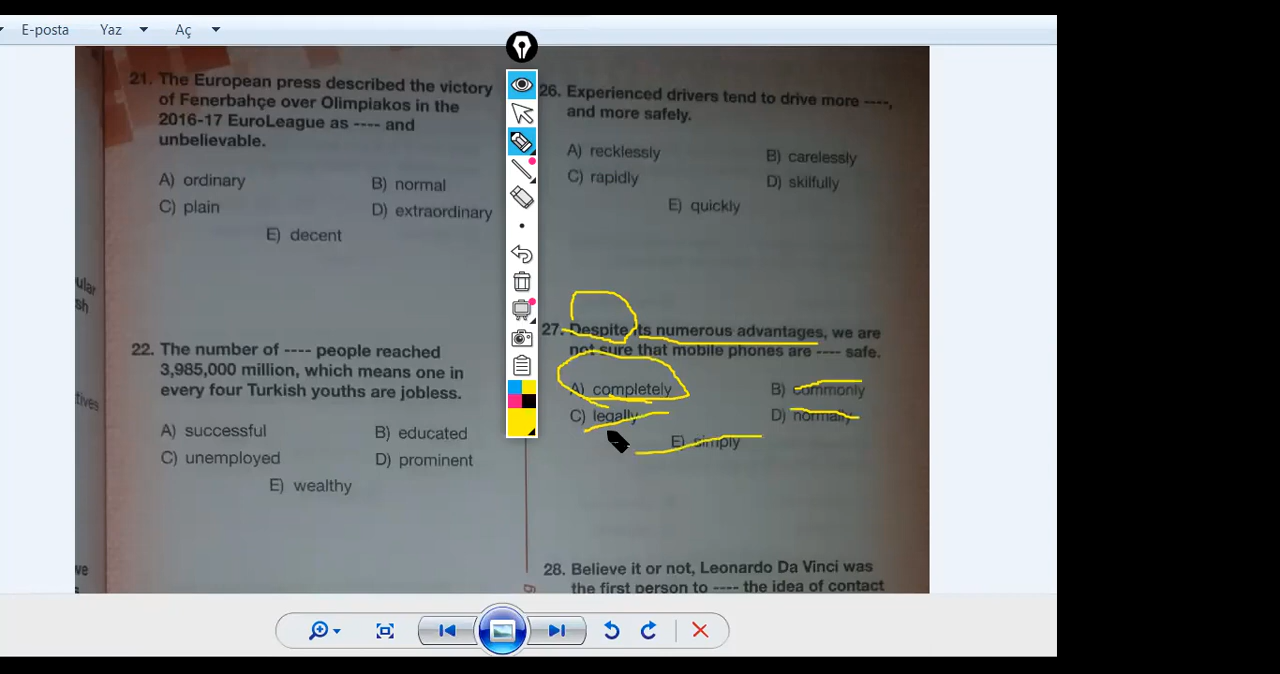 E-posta Yaz Aç
21. The European press described the victory
of Fenerbahçe over Olimpiakos in the
2016-17 EuroLeague as ---- and
unbelievable.
A) ordinary B) normal
C) plain D) extraordinary
E) decent
22. The number of ---- people reached
3,985,000 million, which means one in
every four Turkish youths are jobless.
A) successful B) educated
C) unemployed D) prominent
E) wealthy
ular
sh
tives
we
26. Experienced drivers tend to drive more ----,
and more safely.
A) recklessly B) carelessly
C) rapidly D) skilfully
E) quickly
27. Despite its numerous advantages, we are
not sure that mobile phones are ---- safe.
A) completely B) commonly
C) legally D) normally
E) simply
28. Believe it or not, Leonardo Da Vinci was
the first person to ---- the idea of contact